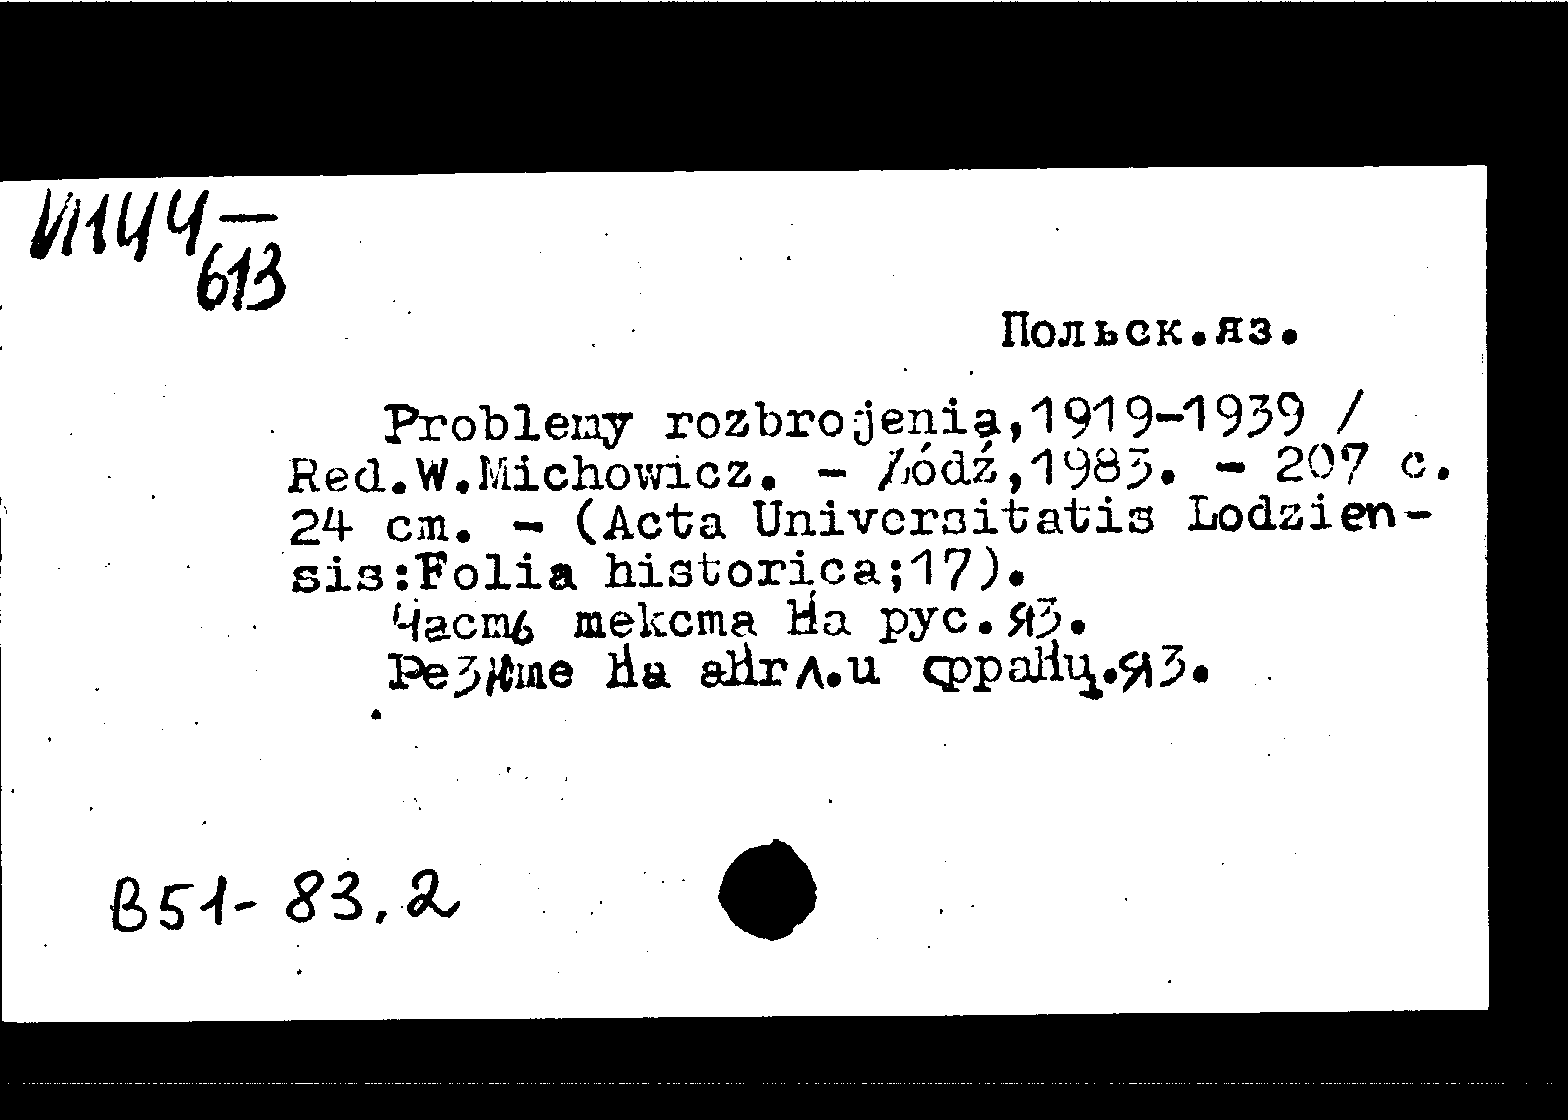 И144-
613
Польск.яз.
Problemy rozbrojenia,1919-1939 /
Red.W.Michowicz. - Łódź,1983. - 207 с.
24 cm. - (Acta Universitatis Lodzien-
sis:Folia historica;17).
Часть текста На рус.яз.
Резюме На аНгл.и фраНц.яз.
В51-83.2